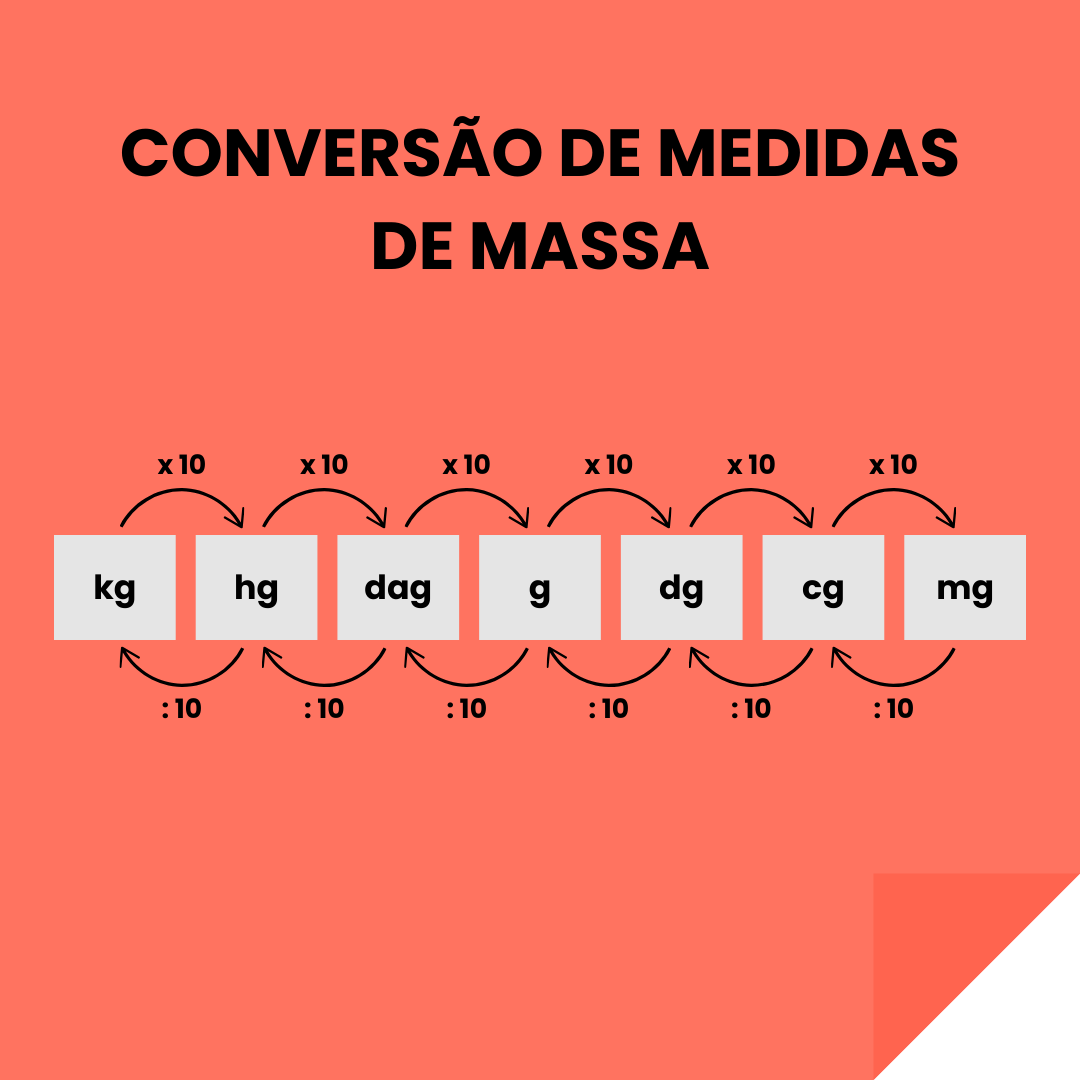 CONVERSÃO DE MEDIDAS
DE MASSA
x 10 x 10 x 10 x 10 x 10 x 10
kg hg dag g dg cg mg
: 10 : 10 : 10 : 10 : 10 : 10